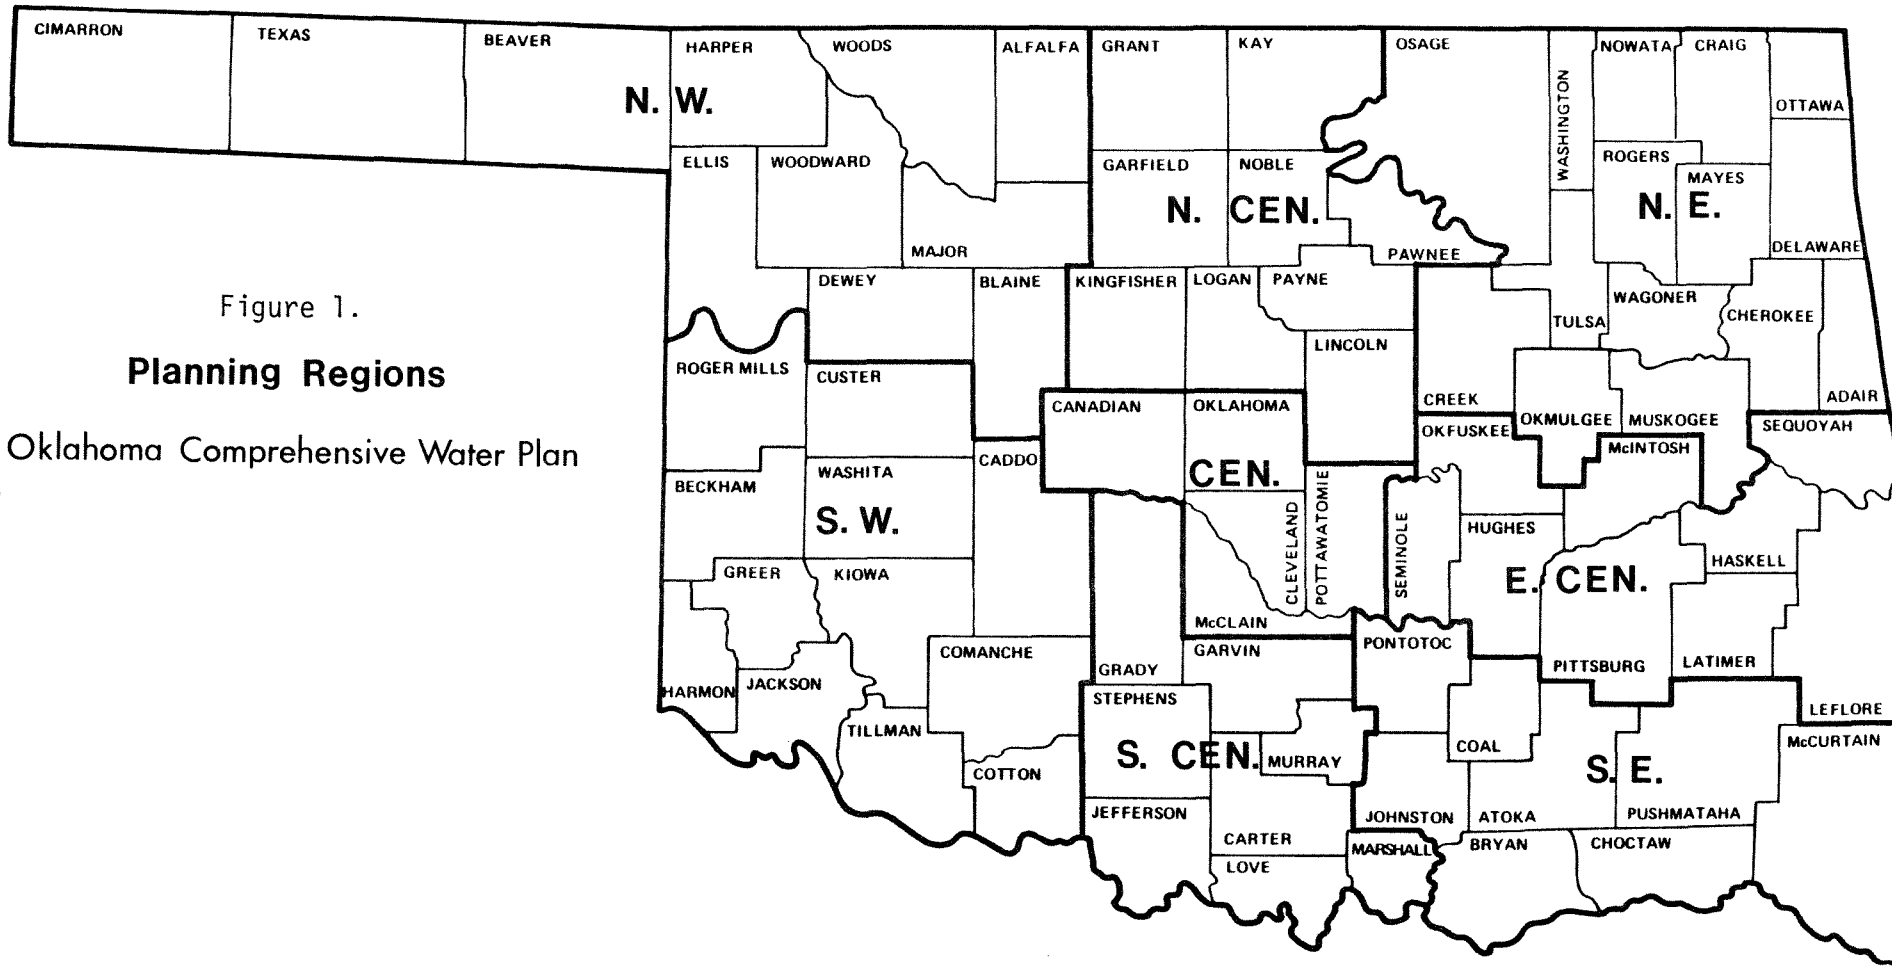 CIMARRON
TEXAS
BEAVER
HARPER
WOODS
ALFALFA
GRANT
KAY
OSAGE
WASHINGTON
NOWATA
CRAIG
OTTAWA
N. W.
ELLIS
WOODWARD
MAJOR
GARFIELD
NOBLE
N. CEN.
PAWNEE
ROGERS
MAYES
N. E.
DELAWARE
Figure 1.
Planning Regions
Oklahoma Comprehensive Water Plan
DEWEY
BLAINE
KINGFISHER
LOGAN
PAYNE
LINCOLN
TULSA
WAGONER
CHEROKEE
ADAIR
ROGER MILLS
CUSTER
CANADIAN
OKLAHOMA
CREEK
OKMULGEE
MUSKOGEE
SEQUOYAH
OKFUSKEE
McINTOSH
BECKHAM
WASHITA
CADDO
CEN.
S. W.
CLEVELAND
POTTAWATOMIE
SEMINOLE
HUGHES
HASKELL
E. CEN.
GREER
KIOWA
McCLAIN
COMANCHE
GRADY
GARVIN
PONTOTOC
PITTSBURG
LATIMER
HARMON
JACKSON
STEPHENS
LEFLORE
TILLMAN
COTTON
S. CEN.
MURRAY
COAL
S. E.
McCURTAIN
JEFFERSON
CARTER
JOHNSTON
ATOKA
PUSHMATAHA
LOVE
MARSHALL
BRYAN
CHOCTAW